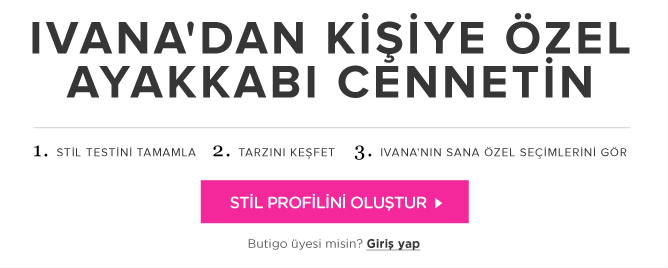 IVANA'DAN KİŞİYE ÖZEL
AYAKKABI CENNETİN
1. STİL TESTİNİ TAMAMLA 2. TARZINI KEŞFET 3. IVANA'NIN SANA ÖZEL SEÇİMLERİNİ GÖR
STİL PROFİLİNİ OLUŞTUR
Butigo üyesi misin? Giriş yap